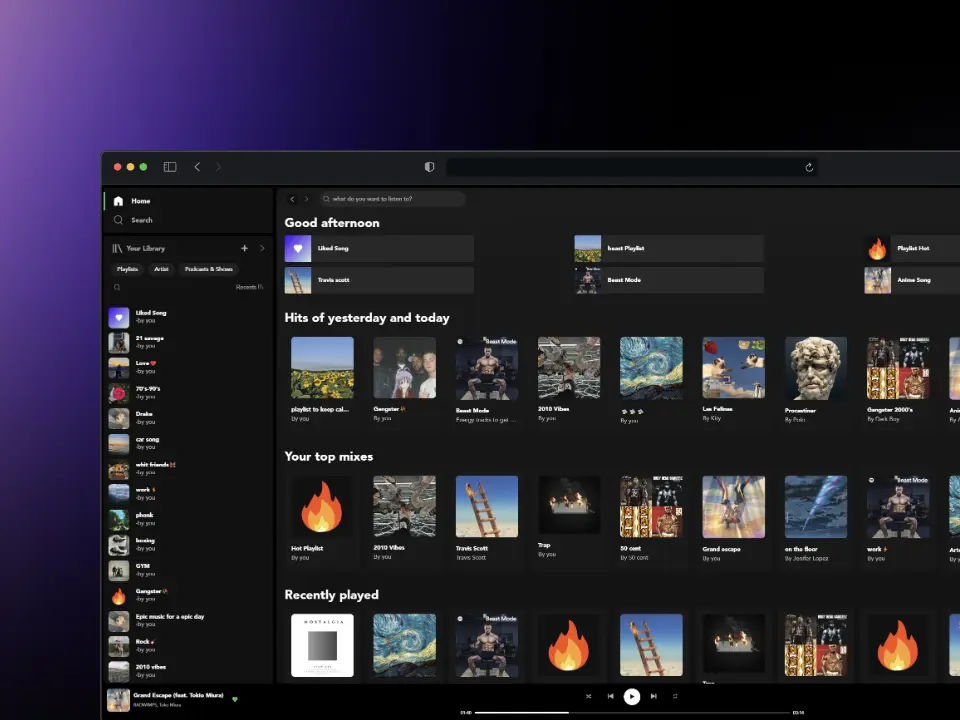 Home
Search
Your Library
Playlists
Artist
Podcasts & Shows
Recents
Liked Song
-by you
21 savage
-by you
Love
-by you
70's-90's
-by you
Drake
-by you
car song
-by you
whit friends
-by you
work
-by you
phonk
-by you
boxing
-by you
GYM
-by you
Gangster
-by you
Epic music for a epic day
-by you
Rock
-by you
2010 vibes
-by you
what do you want to listen to?
Good afternoon
Liked Song
beast Playlist
Playlist Hot
Travis scott
Beast Mode
Anime Song
Hits of yesterday and today
Beast Mode
playlist to keep cal...
By you
Gangster
By you
Beast Mode
Energy tracks to get ...
2010 Vibes
By you
By you
Las Felinas
By Kity
Procastinar
By Polo
Gangster 2000's
By Dark Boy
Your top mixes
Beast Mode
Hot Playlist
By you
2010 Vibes
By you
Travis Scott
Travis Scott
Trap
By you
50 cent
By 50 cent
Grand escape
By you
on the floor
By Jenifer Lopez
work
By you
Recently played
NOSTALGIA
Beast Mode
Grand Escape (feat. Tokio Miura)
RADWIMPS, Toko Miura
01:40
03:16